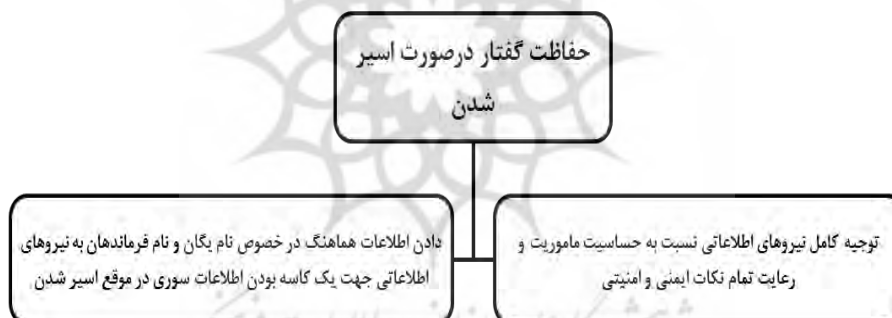 حفاظت گفتار درصورت اسیر
شدن
توجیه کامل نیروهای اطلاعاتی نسبت به حساسیت ماموریت و
رعایت تمام نکات ایمنی و امنیتی
دادن اطلاعات هماهنگ در خصوص نام یگان و نام فرماندهان به نیروهای
اطلاعاتی جهت یک کاسه بودن اطلاعات سوری در موقع اسیر شدن